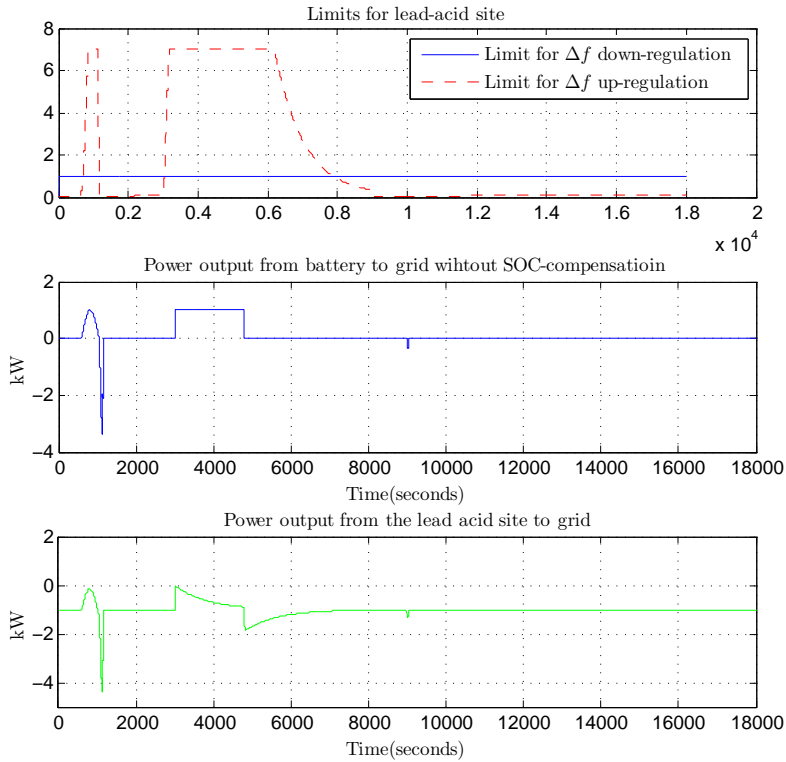 Limits for lead-acid site
8
6
4
2
0
Limit for Δf down-regulation
Limit for Δf up-regulation
0 0.2 0.4 0.6 0.8 1 1.2 1.4 1.6 1.8 2
x 10^4
Power output from battery to grid wihtout SOC-compensatioin
2
0
−2
−4
kW
0 2000 4000 6000 8000 10000 12000 14000 16000 18000
Time(seconds)
Power output from the lead acid site to grid
2
0
−2
−4
kW
0 2000 4000 6000 8000 10000 12000 14000 16000 18000
Time(seconds)